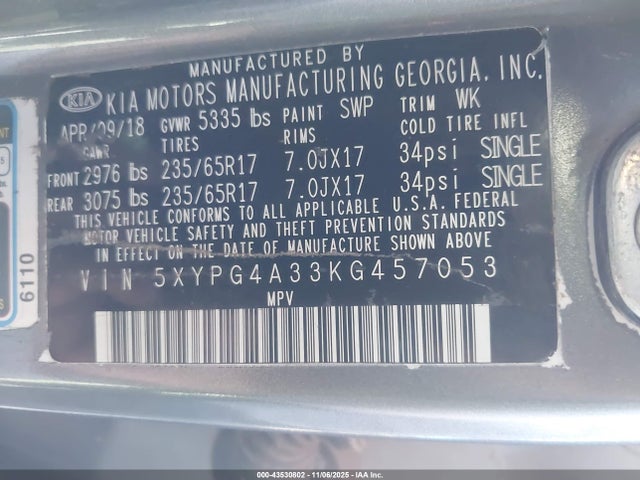 MANUFACTURED BY
KIA KIA MOTORS MANUFACTURING GEORGIA. INC.
APR/09/18 GVWR 5335 lbs PAINT SWP TRIM WK
GAWR TIRES RIMS COLD TIRE INFL
FRONT 2976 lbs 235/65R17 7.0JX17 34psi SINGLE
REAR 3075 lbs 235/65R17 7.0JX17 34psi SINGLE
THIS VEHICLE CONFORMS TO ALL APPLICABLE U.S.A. FEDERAL
MOTOR VEHICLE SAFETY AND THEFT PREVENTION STANDARDS
IN EFFECT ON THE DATE OF MANUFACTURE SHOWN ABOVE
VIN 5XYPG4A33KG457053
MPV
6110
000-43530802 - 11/06/2025 - IAA Inc.